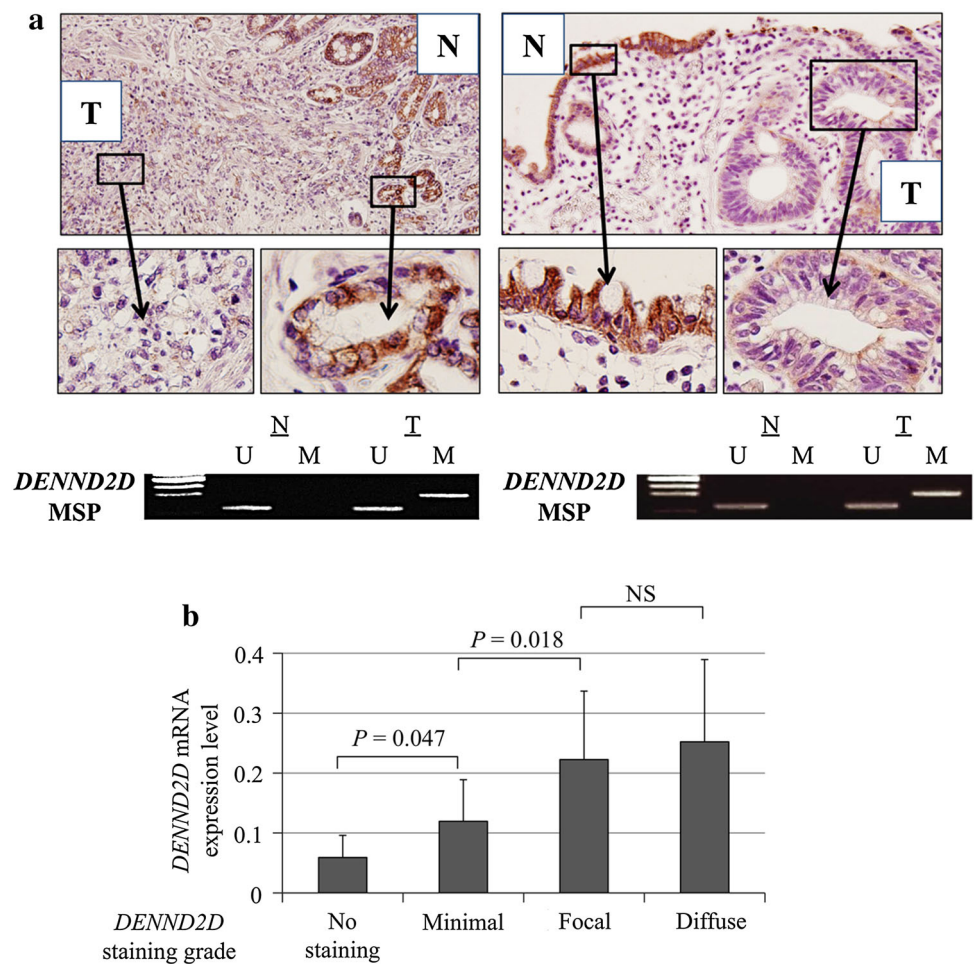 a
N
T
N
T
N T
U M U M
DENND2D
MSP
N T
U M U M
DENND2D
MSP
b
NS
P = 0.018
P = 0.047
DENND2D mRNA
expression level
0.4
0.3
0.2
0.1
0
DENND2D
staining grade
No
staining
Minimal
Focal
Diffuse